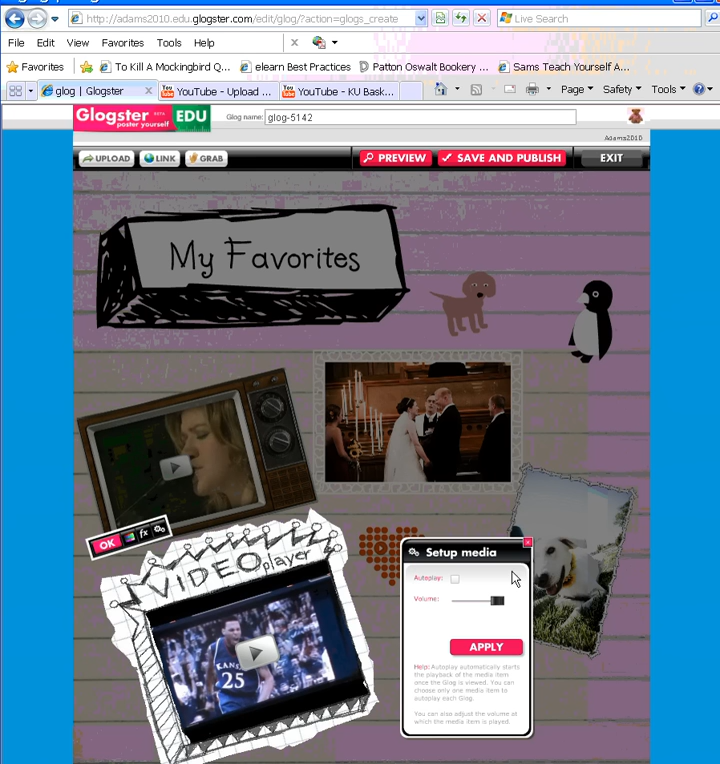 http://adams2010.edu.glogster.com/edit/glog/?action=glogs_create
Live Search
File Edit View Favorites Tools Help
Favorites To Kill A Mockingbird Q... elearn Best Practices Patton Oswalt Bookery ... Sams Teach Yourself A...
glog | Glogster YouTube - Upload ... YouTube - KU Bask... Page Safety Tools
Glogster BETA EDU
poster yourself
Glog name: glog-5142
Adams2010
UPLOAD LINK GRAB PREVIEW SAVE AND PUBLISH EXIT
My Favorites
OK fx
VIDEO player
KANSAS
25
Setup media
Autoplay:
Volume:
APPLY
Help: Autoplay automatically starts
the playback of the media item
once the Glog is viewed. You can
choose only one media item to
autoplay each Glog.
You can also adjust the volume at
which the media item is played.